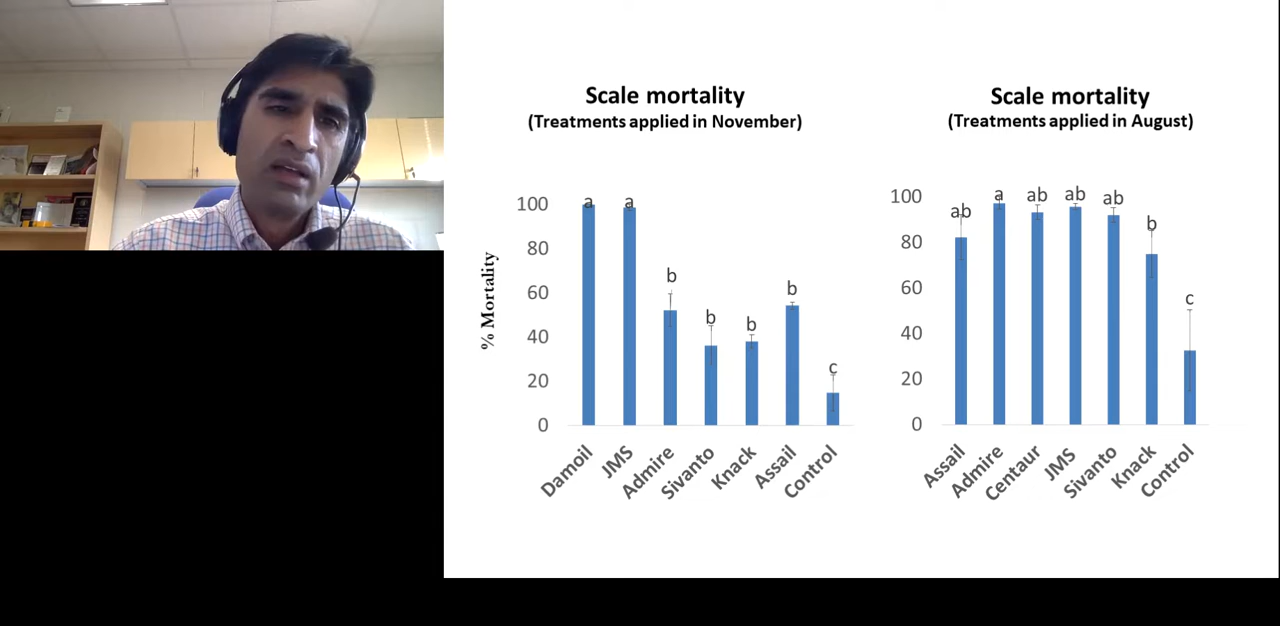 Scale mortality
(Treatments applied in November)
% Mortality
100
80
60
40
20
0
a
a
b
b
b
b
c
Damoil
JMS
Admire
Sivanto
Knack
Assail
Control
Scale mortality
(Treatments applied in August)
100
80
60
40
20
0
ab
a
ab
ab
ab
b
c
Assail
Admire
Centaur
JMS
Sivanto
Knack
Control